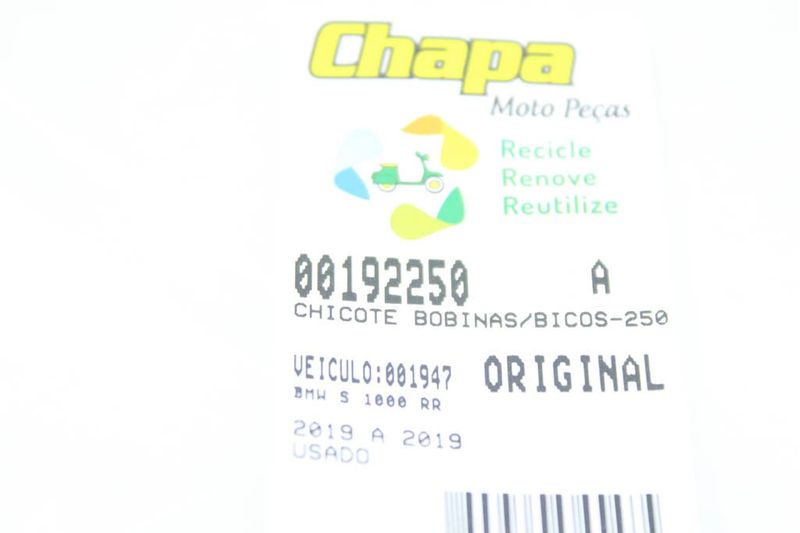 Chapa
Moto Peças
Recicle
Renove
Reutilize
00192250 A
CHICOTE BOBINAS/BICOS-250
VEICULO:001947 ORIGINAL
BMW S 1000 RR
2019 A 2019
USADO